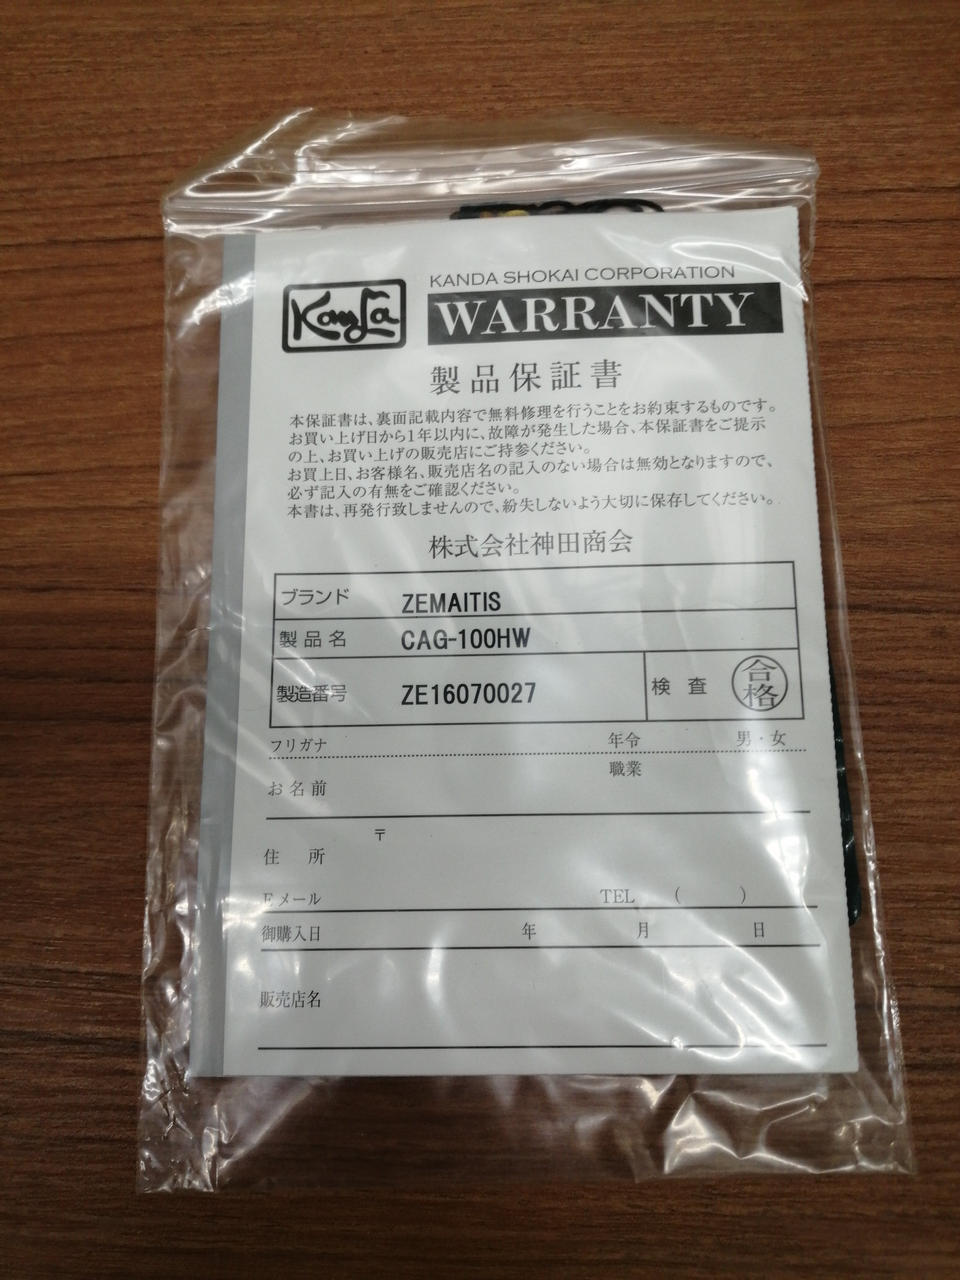 KanDa
KANDA SHOKAI CORPORATION
WARRANTY
製品保証書
本保証書は、裏面記載内容で無料修理を行うことをお約束するものです。
お買い上げ日から1年以内に、故障が発生した場合、本保証書をご提示
の上、お買い上げの販売店にご持参ください。
お買上日、お客様名、販売店名の記入のない場合は無効となりますので、
必ず記入の有無をご確認ください。
本書は、再発行致しませんので、紛失しないよう大切に保存してください。
株式会社神田商会
ブランド ZEMAITIS
製品名 CAG-100HW
製造番号 ZE16070027 検査 合格
フリガナ 年令 男・女
職業
お名前
〒
住所
Eメール TEL ( )
御購入日 年 月 日
販売店名